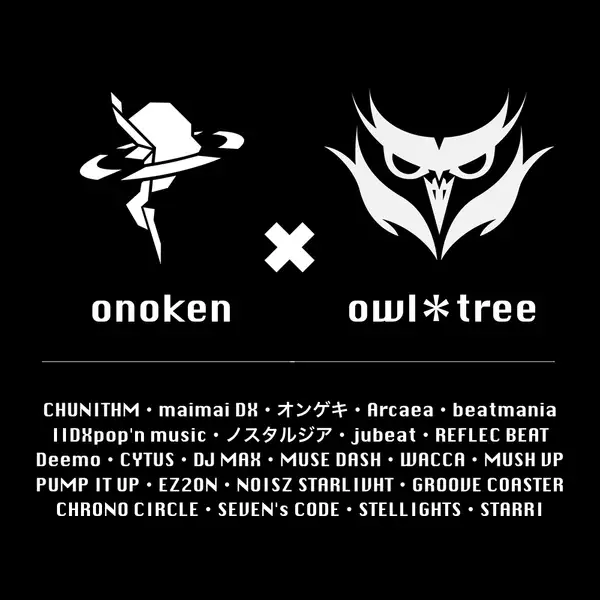 onoken
owl＊tree
CHUNITHM・maimai DX・オンゲキ・Arcaea・beatmania
IIDXpop'n music・ノスタルジア・jubeat・REFLEC BEAT
Deemo・CYTUS・DJ MAX・MUSE DASH・WACCA・MUSH UP
PUMP IT UP・EZ2ON・NOISZ STARLIVHT・GROOVE COASTER
CHRONO CIRCLE・SEVEN's CODE・STELLIGHTS・STARRI